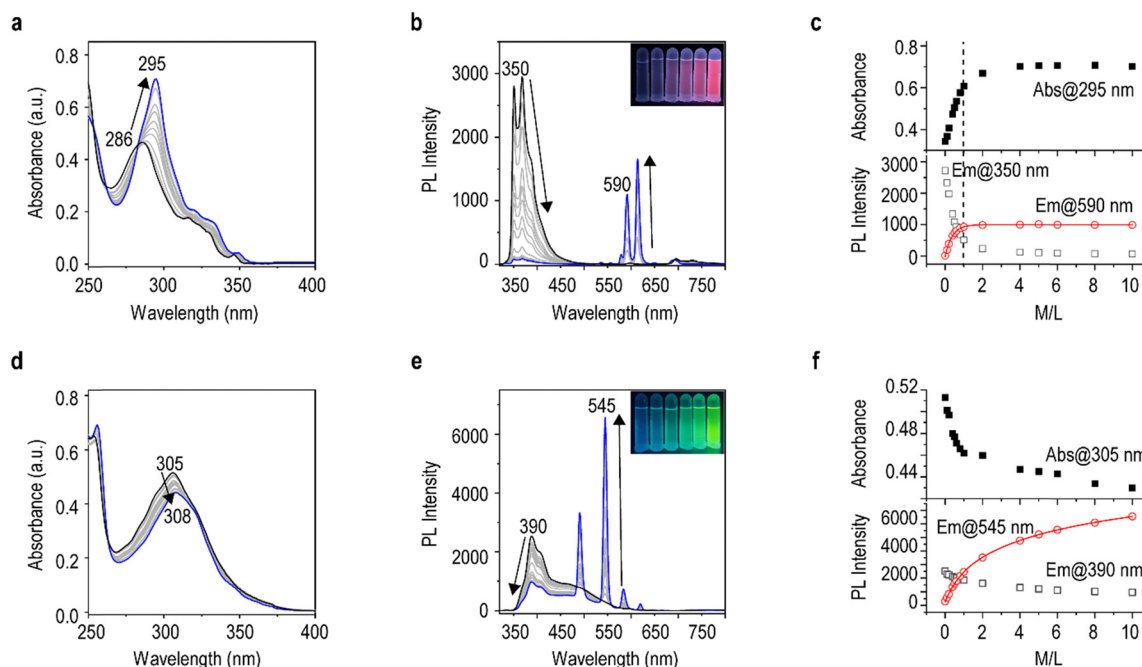 a
0.8
0.6
0.4
0.2
0.0
295
286
Absorbance (a.u.)
250
300
350
400
Wavelength (nm)
b
3000
2000
1000
0
350
590
PL Intensity
350
450
550
650
750
Wavelength (nm)
c
0.8
0.6
0.4
Absorbance
Abs@295 nm
3000
2000
1000
0
PL Intensity
Em@350 nm
Em@590 nm
0
2
4
6
8
10
M/L
d
0.8
0.6
0.4
0.2
0.0
305
308
Absorbance (a.u.)
250
300
350
400
Wavelength (nm)
e
6000
4000
2000
0
390
545
PL Intensity
350
450
550
650
750
Wavelength (nm)
f
0.52
0.48
0.44
Absorbance
Abs@305 nm
6000
4000
2000
0
PL Intensity
Em@545 nm
Em@390 nm
0
2
4
6
8
10
M/L